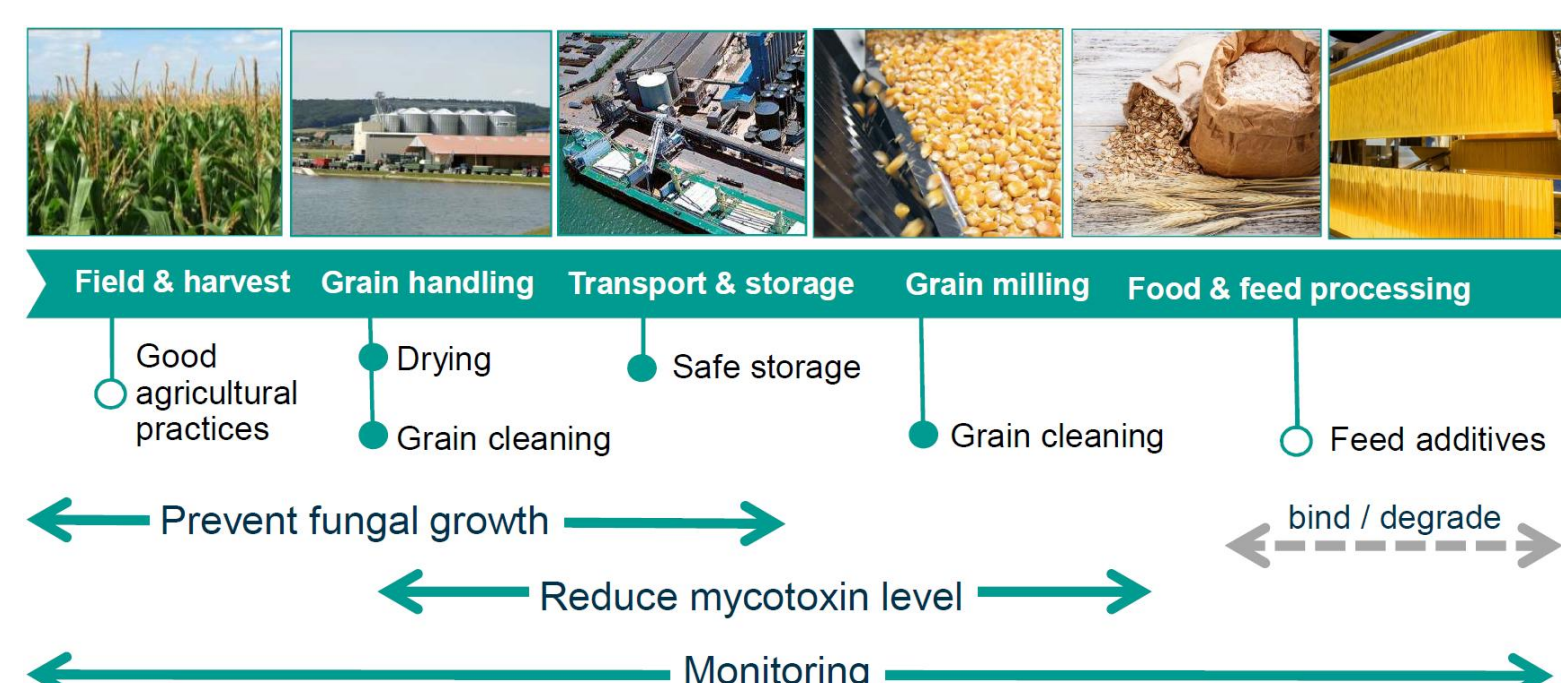 Field & harvest
Grain handling
Transport & storage
Grain milling
Food & feed processing
Good
agricultural
practices
Drying
Grain cleaning
Safe storage
Grain cleaning
Feed additives
Prevent fungal growth
bind / degrade
Reduce mycotoxin level
Monitoring